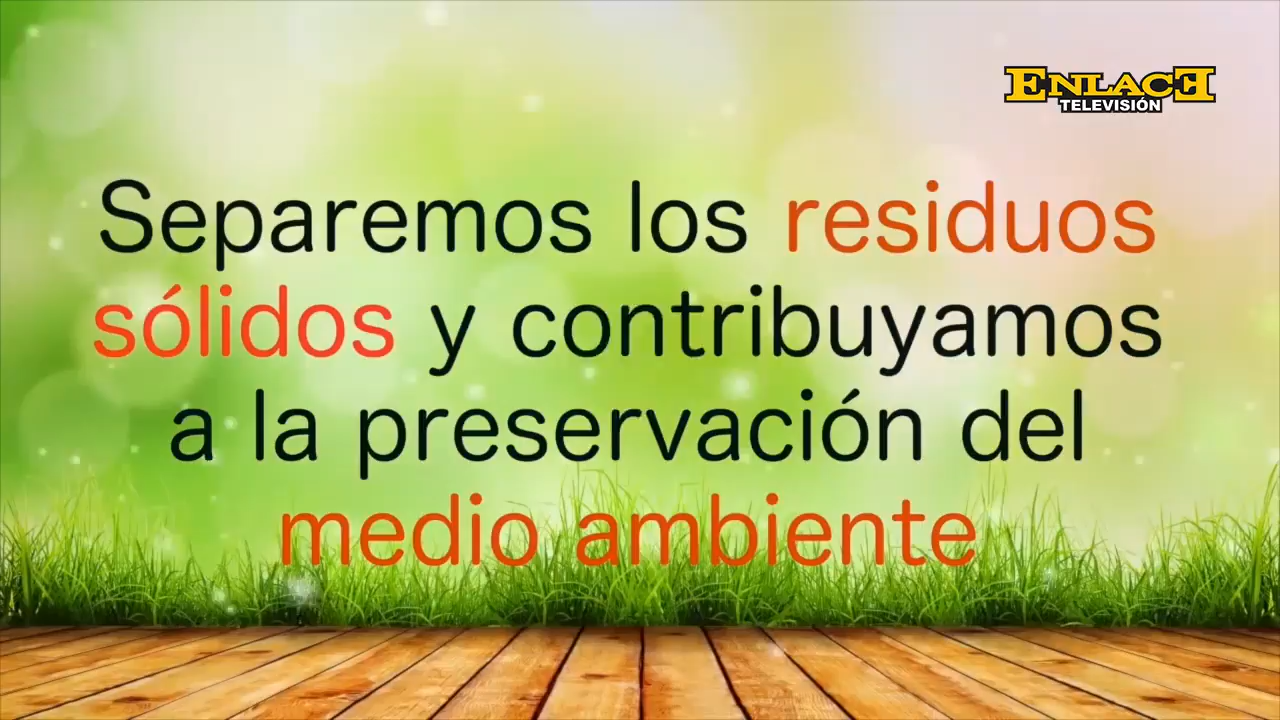 ENLACE
TELEVISIÓN
Separemos los residuos
sólidos y contribuyamos
a la preservación del
medio ambiente